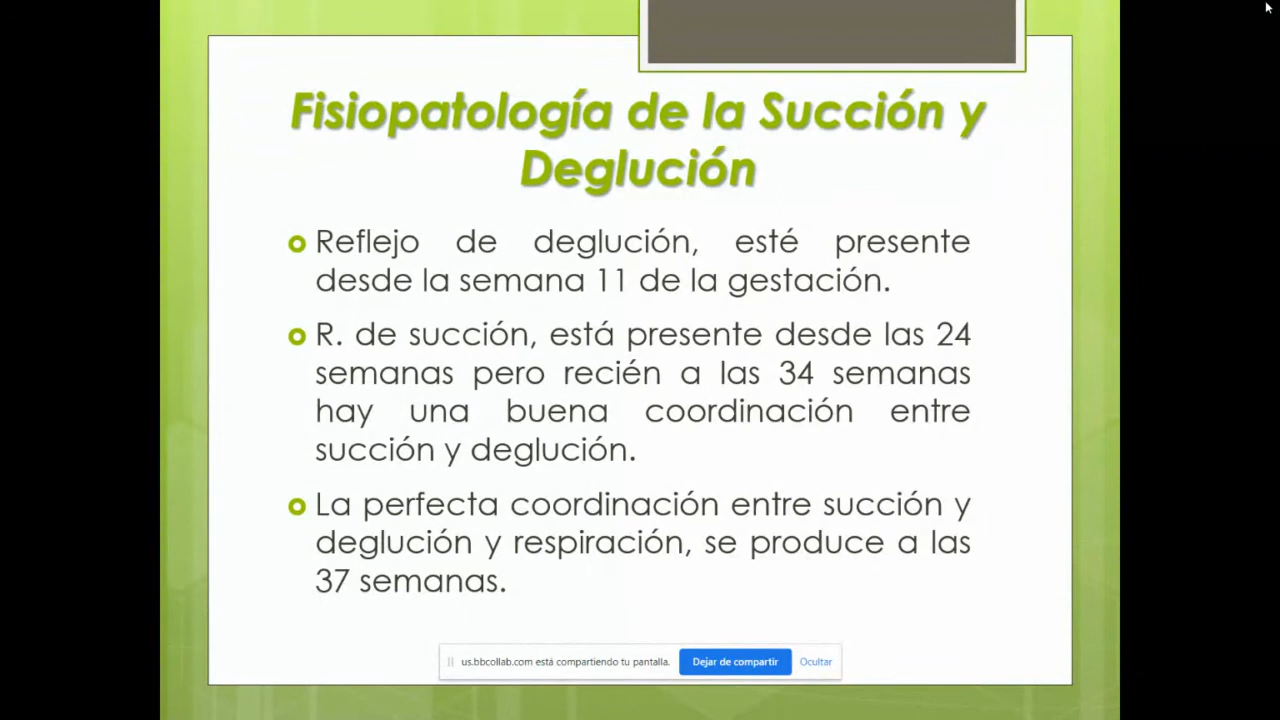 Fisiopatología de la Succión y
Deglución
Reflejo de deglución, esté presente
desde la semana 11 de la gestación.
R. de succión, está presente desde las 24
semanas pero recién a las 34 semanas
hay una buena coordinación entre
succión y deglución.
La perfecta coordinación entre succión y
deglución y respiración, se produce a las
37 semanas.
us.bbcollab.com está compartiendo tu pantalla. Dejar de compartir Ocultar